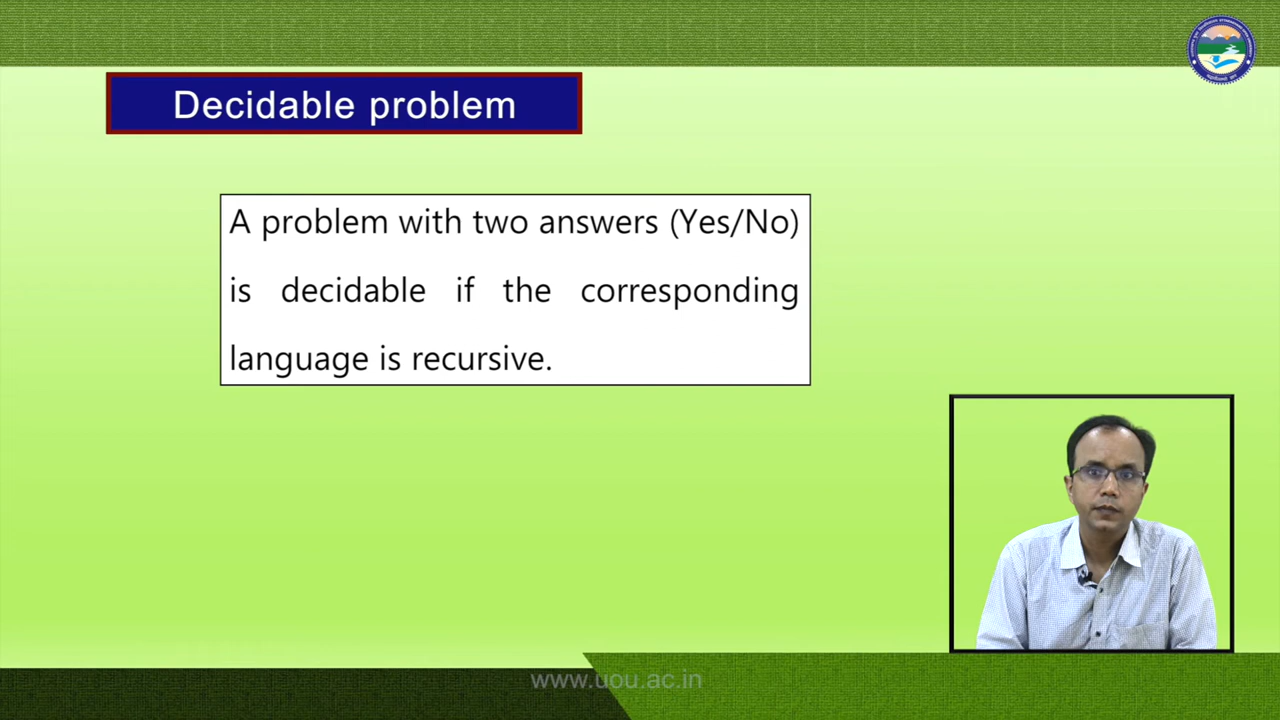 Decidable problem
A problem with two answers (Yes/No)
is decidable if the corresponding
language is recursive.
www.uou.ac.in